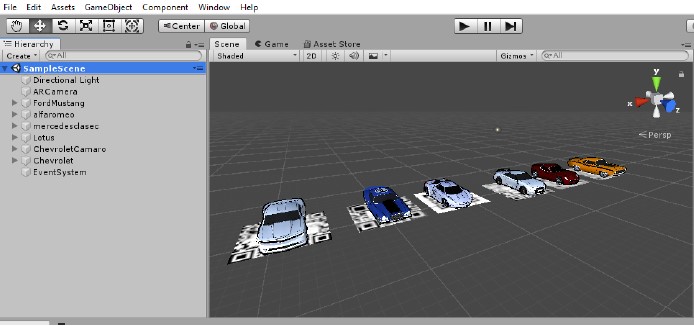 File Edit Assets GameObject Component Window Help
Center Global
Hierarchy
Scene Game Asset Store
Create All
Shaded 2D Gizmos All
SampleScene
Directional Light
ARCamera
FordMustang
alfaromeo
mercedesclasec
Lotus
ChevroletCamaro
Chevrolet
EventSystem
y
x
z
Persp